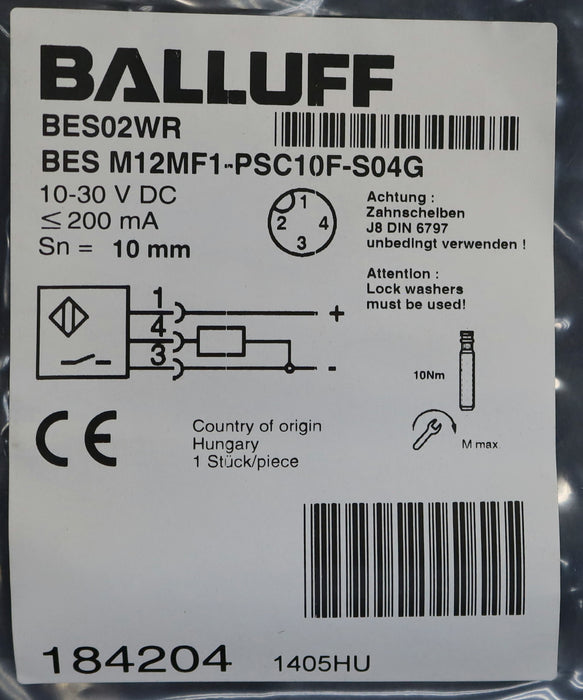 BALLUFF
BES02WR
BES M12MF1-PSC10F-S04G
10-30 V DC
≤ 200 mA
Sn = 10 mm
1
2 4
3
Achtung :
Zahnscheiben
J8 DIN 6797
unbedingt verwenden !
Attention :
Lock washers
must be used!
1
+
4
3
-
10Nm
M max.
CE
Country of origin
Hungary
1 Stück/piece
184204 1405HU